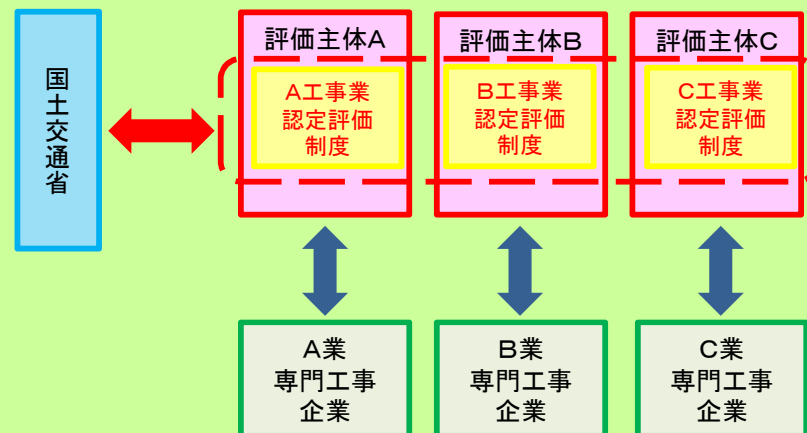 国土交通省
評価主体A
A工事業
認定評価
制度
評価主体B
B工事業
認定評価
制度
評価主体C
C工事業
認定評価
制度
A業
専門工事
企業
B業
専門工事
企業
C業
専門工事
企業